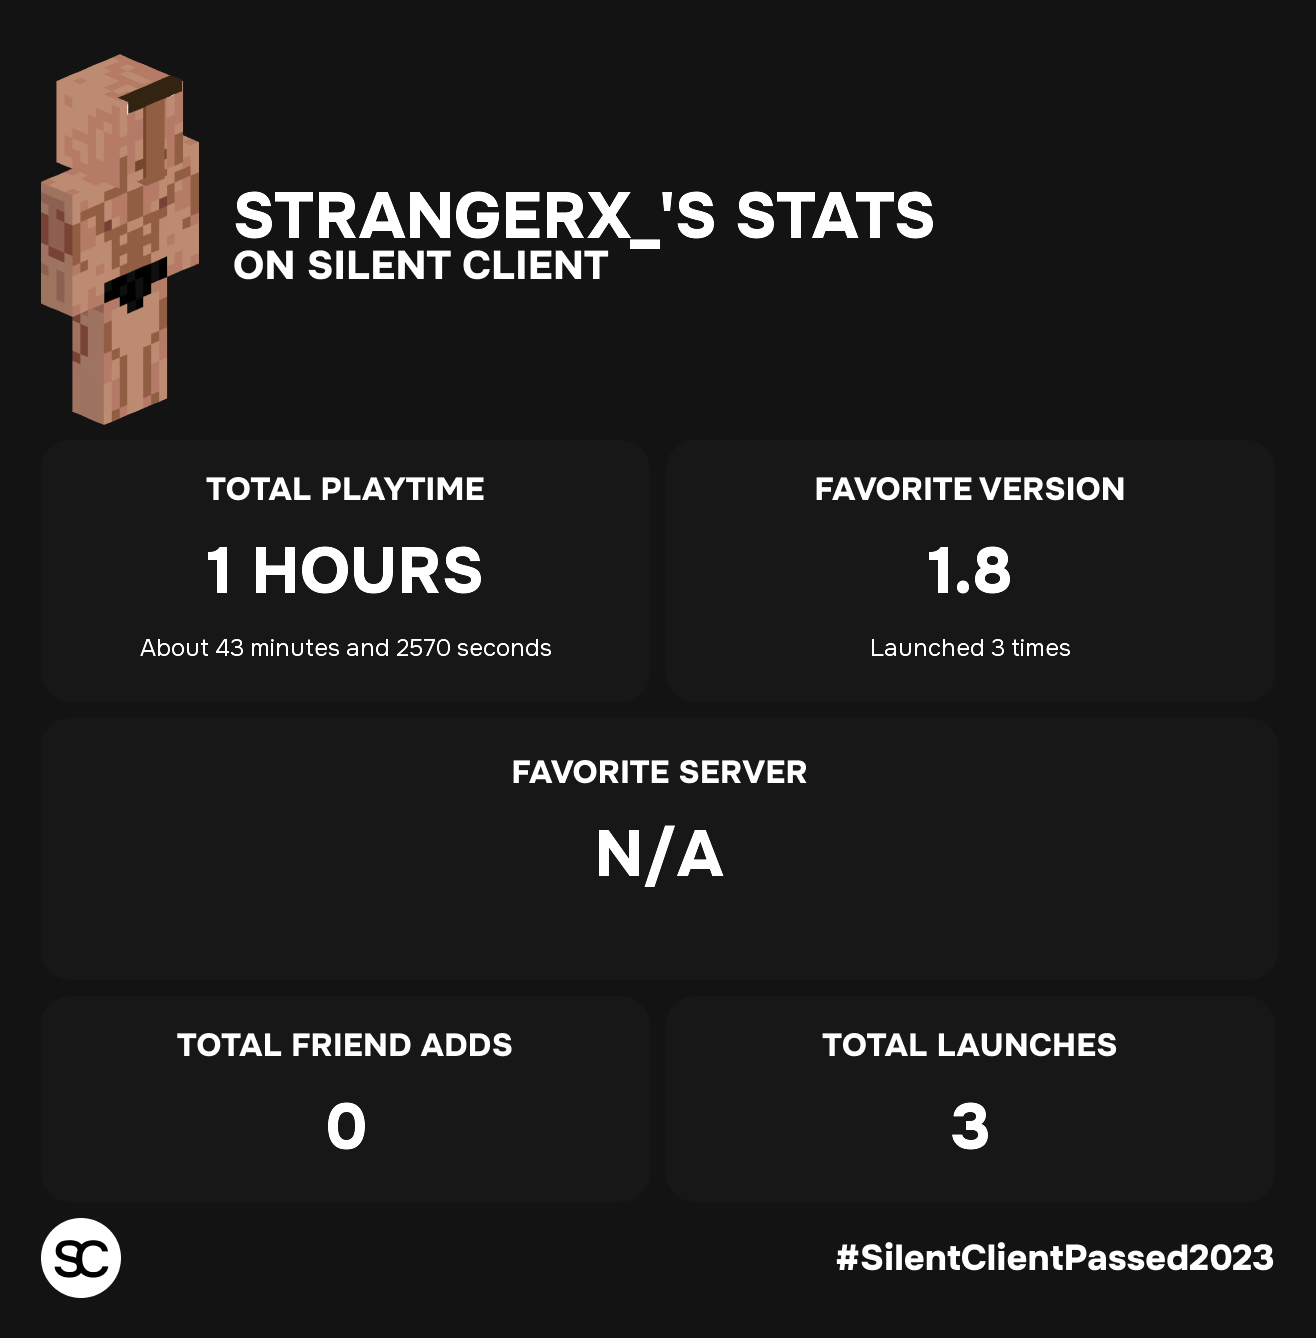 STRANGERX_'S STATS
ON SILENT CLIENT
TOTAL PLAYTIME
1 HOURS
About 43 minutes and 2570 seconds
FAVORITE VERSION
1.8
Launched 3 times
FAVORITE SERVER
N/A
TOTAL FRIEND ADDS
0
TOTAL LAUNCHES
3
SC
#SilentClientPassed2023